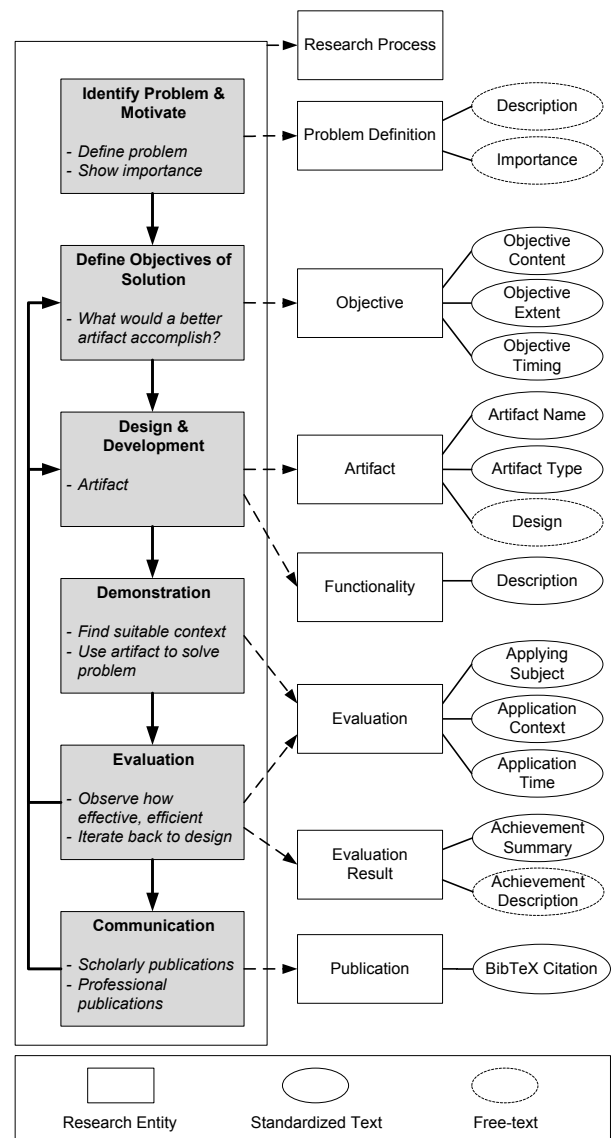 Research Process
Identify Problem &
Motivate
- Define problem
- Show importance
Problem Definition
Description
Importance
Define Objectives of
Solution
- What would a better
artifact accomplish?
Objective
Objective
Content
Objective
Extent
Objective
Timing
Design &
Development
- Artifact
Artifact
Artifact Name
Artifact Type
Design
Functionality
Description
Demonstration
- Find suitable context
- Use artifact to solve
problem
Evaluation
Applying
Subject
Application
Context
Application
Time
Evaluation
- Observe how
effective, efficient
- Iterate back to design
Evaluation
Result
Achievement
Summary
Achievement
Description
Communication
- Scholarly publications
- Professional
publications
Publication
BibTeX Citation
Research Entity
Standardized Text
Free-text